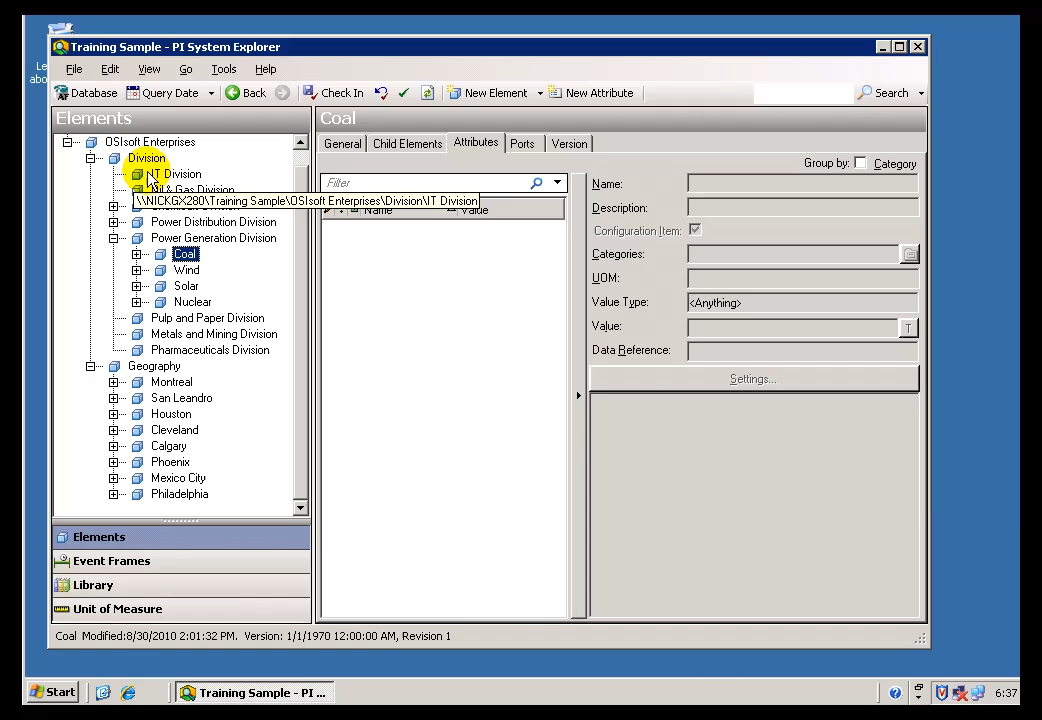 Le
abo
Training Sample - PI System Explorer
File Edit View Go Tools Help
Database Query Date Back Check In New Element New Attribute Search
Elements
Coal
OSIsoft Enterprises
Division
IT Division
Oil & Gas Division
\\NICKGX280\Training Sample\OSIsoft Enterprises\Division\IT Division
Power Distribution Division
Power Generation Division
Coal
Wind
Solar
Nuclear
Pulp and Paper Division
Metals and Mining Division
Pharmaceuticals Division
Geography
Montreal
San Leandro
Houston
Cleveland
Calgary
Phoenix
Mexico City
Philadelphia
General Child Elements Attributes Ports Version
Group by: Category
Filter
Name Value
Name:
Description:
Configuration Item:
Categories:
UOM:
Value Type: <Anything>
Value: T
Data Reference:
Settings...
Elements
Event Frames
Library
Unit of Measure
Coal Modified:8/30/2010 2:01:32 PM. Version: 1/1/1970 12:00:00 AM, Revision 1
Start Training Sample - PI ... 6:37